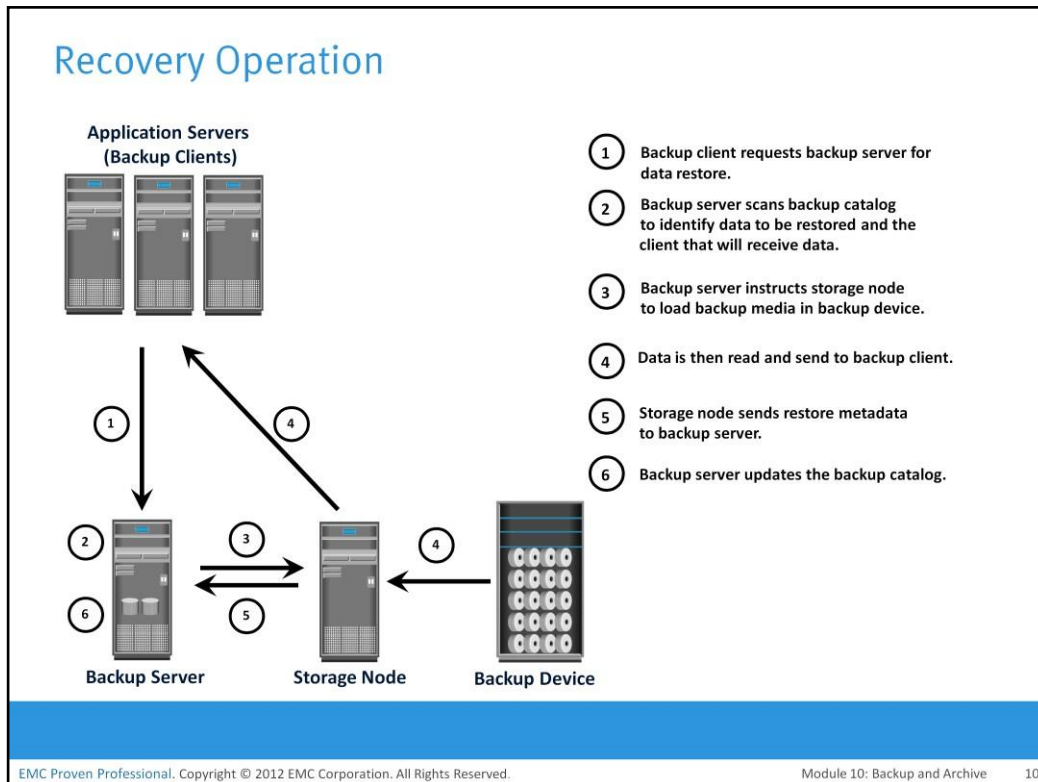 Recovery Operation
Application Servers
(Backup Clients)
1
4
2
3
4
6
5
Backup Server
Storage Node
Backup Device
1 Backup client requests backup server for
data restore.
2 Backup server scans backup catalog
to identify data to be restored and the
client that will receive data.
3 Backup server instructs storage node
to load backup media in backup device.
4 Data is then read and send to backup client.
5 Storage node sends restore metadata
to backup server.
6 Backup server updates the backup catalog.
EMC Proven Professional. Copyright © 2012 EMC Corporation. All Rights Reserved.
Module 10: Backup and Archive 10